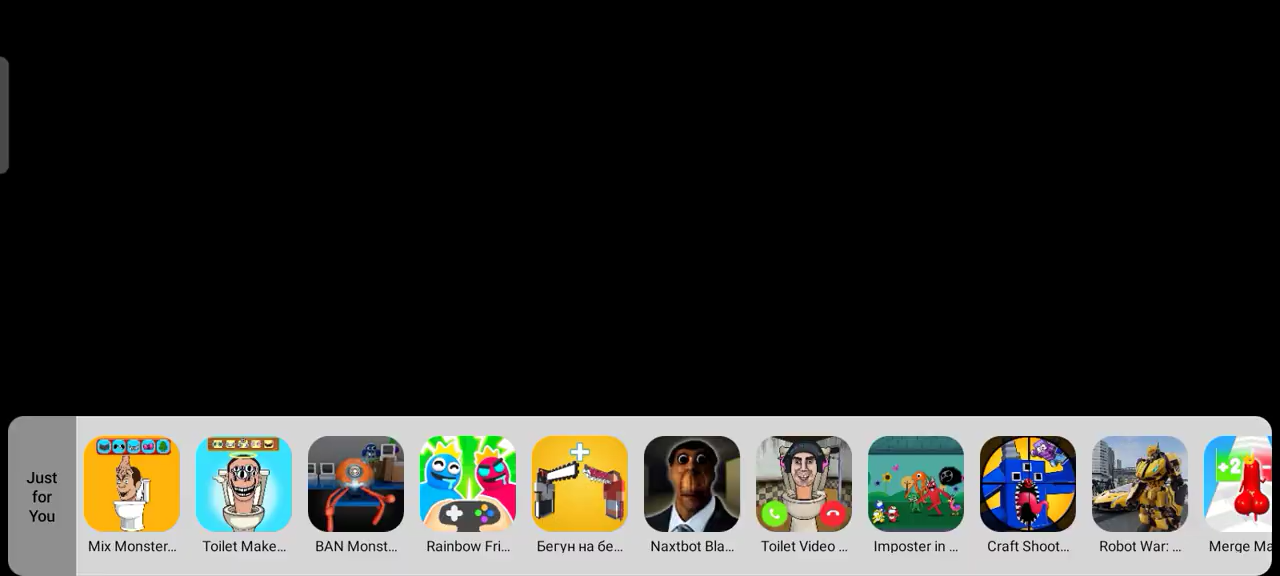 Just
for
You
Mix Monster...
Toilet Make...
BAN Monst...
Rainbow Fri...
Бегун на бе...
Naxtbot Bla...
Toilet Video ...
Imposter in ...
Craft Shoot...
Robot War: ...
Merge Ma
+2